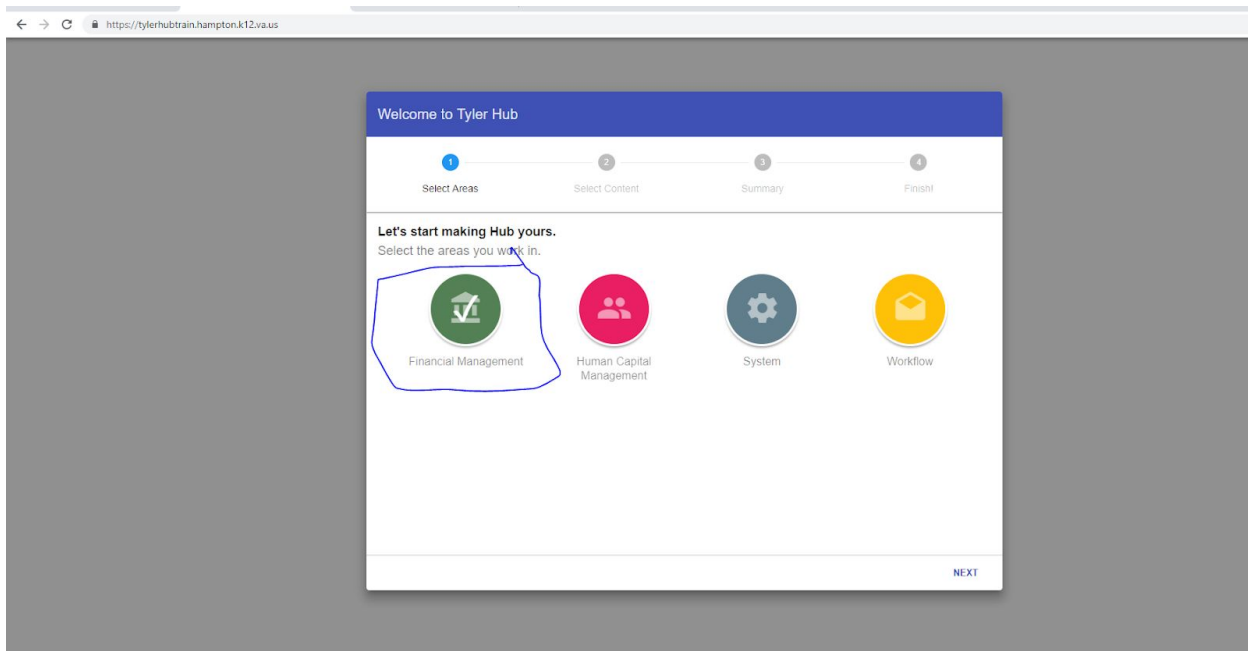 https://tylerhubtrain.hampton.k12.va.us
Welcome to Tyler Hub
1 2 3 4
Select Areas Select Content Summary Finish!
Let's start making Hub yours.
Select the areas you work in.
Financial Management Human Capital Management System Workflow
NEXT